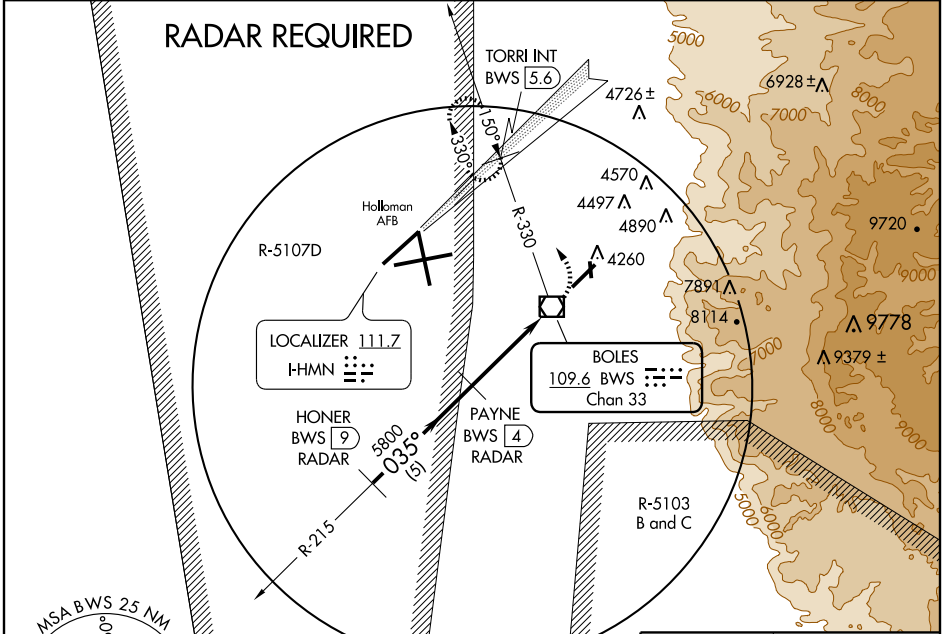 RADAR REQUIRED
TORRI INT
BWS 5.6
5000
6928 ±
8000
6000
7000
4726 ±
150°
330°
4570
4497
4890
Holloman
AFB
R-330
9720
R-5107D
4260
9000
7891
8114
9778
9379 ±
7000
LOCALIZER 111.7
I-HMN
BOLES
109.6 BWS
Chan 33
HONER
BWS 9
RADAR
5800
035°
(5)
PAYNE
BWS 4
RADAR
8000
9000
R-215
R-5103
B and C
5000
6000
MSA BWS 25 NM